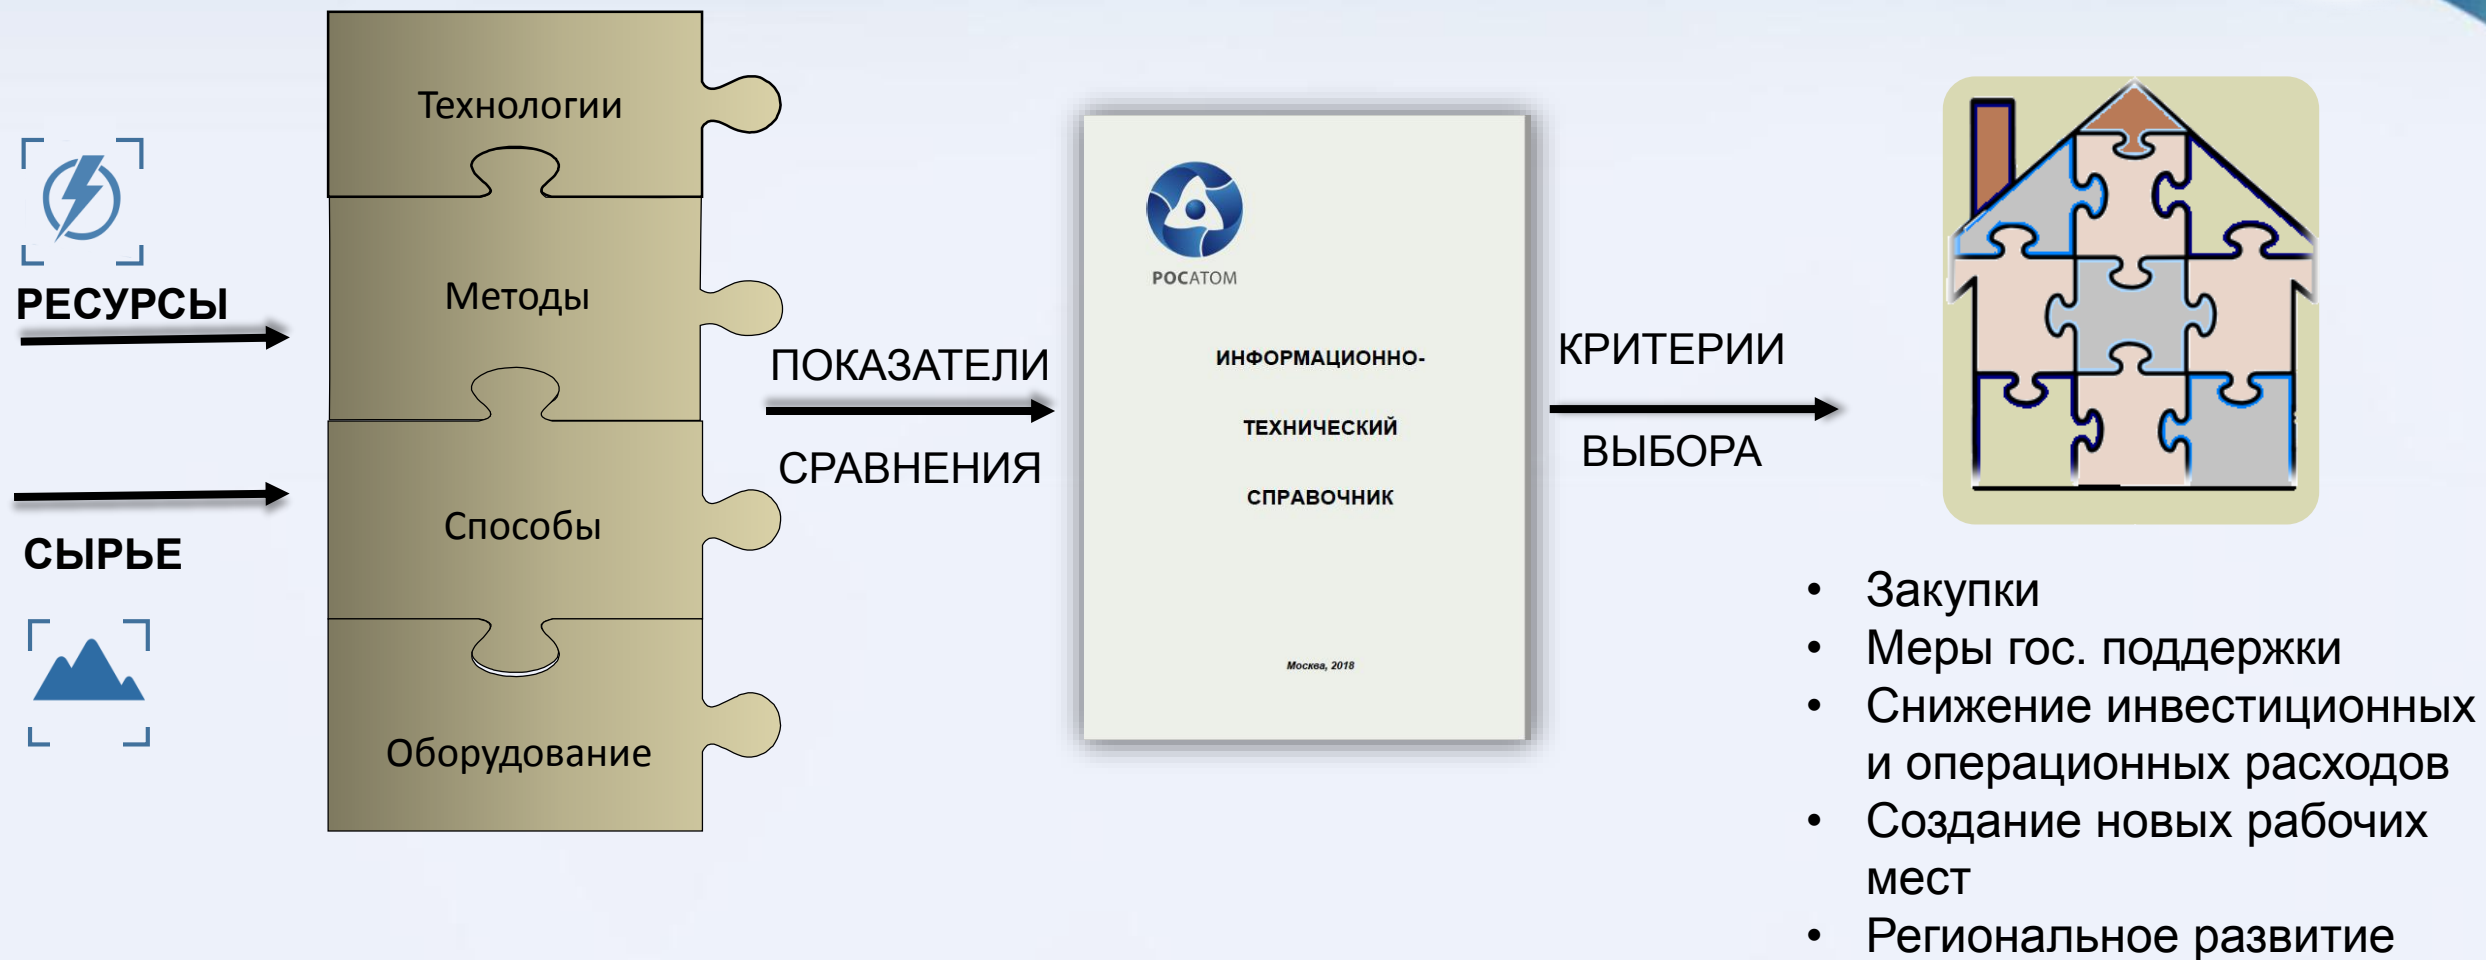 РЕСУРСЫ
СЫРЬЕ
Технологии
Методы
Способы
Оборудование
ПОКАЗАТЕЛИ
СРАВНЕНИЯ
РОСАТОМ
ИНФОРМАЦИОННО-
ТЕХНИЧЕСКИЙ
СПРАВОЧНИК
Москва, 2018
КРИТЕРИИ
ВЫБОРА
• Закупки
• Меры гос. поддержки
• Снижение инвестиционных
и операционных расходов
• Создание новых рабочих
мест
• Региональное развитие